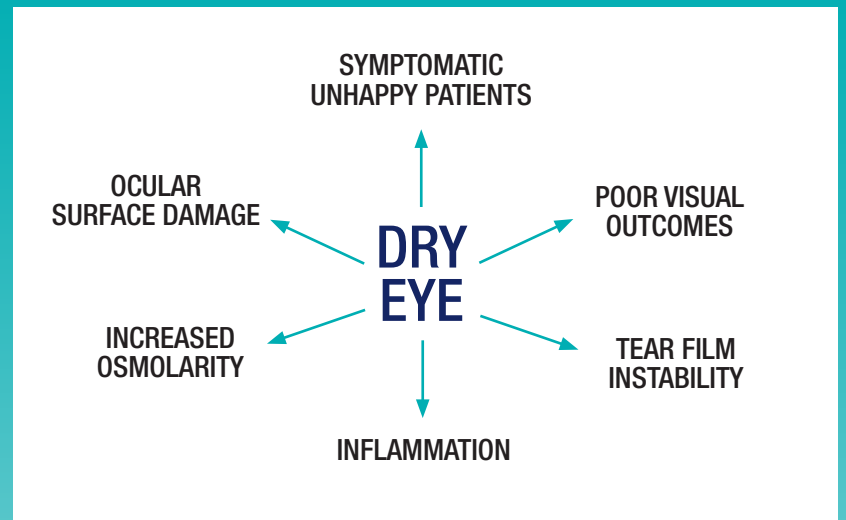 SYMPTOMATIC
UNHAPPY PATIENTS
OCULAR
SURFACE DAMAGE
POOR VISUAL
OUTCOMES
DRY
EYE
INCREASED
OSMOLARITY
TEAR FILM
INSTABILITY
INFLAMMATION